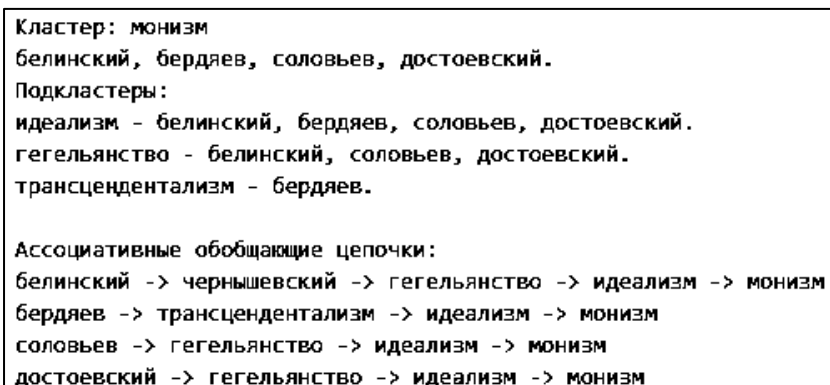 Кластер: монизм
белинский, бердяев, соловьев, достоевский.
Подкластеры:
идеализм - белинский, бердяев, соловьев, достоевский.
гегельянство - белинский, соловьев, достоевский.
трансцендентализм - бердяев.
Ассоциативные обобщающие цепочки:
белинский -> чернышевский -> гегельянство -> идеализм -> монизм
бердяев -> трансцендентализм -> идеализм -> монизм
соловьев -> гегельянство -> идеализм -> монизм
достоевский -> гегельянство -> идеализм -> монизм